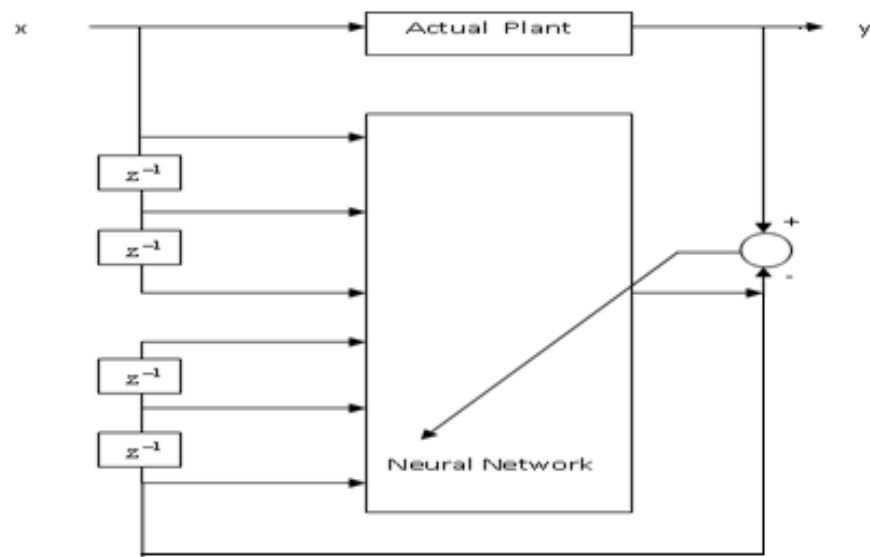 x
Actual Plant
y
z⁻¹
z⁻¹
+
-
z⁻¹
z⁻¹
Neural Network